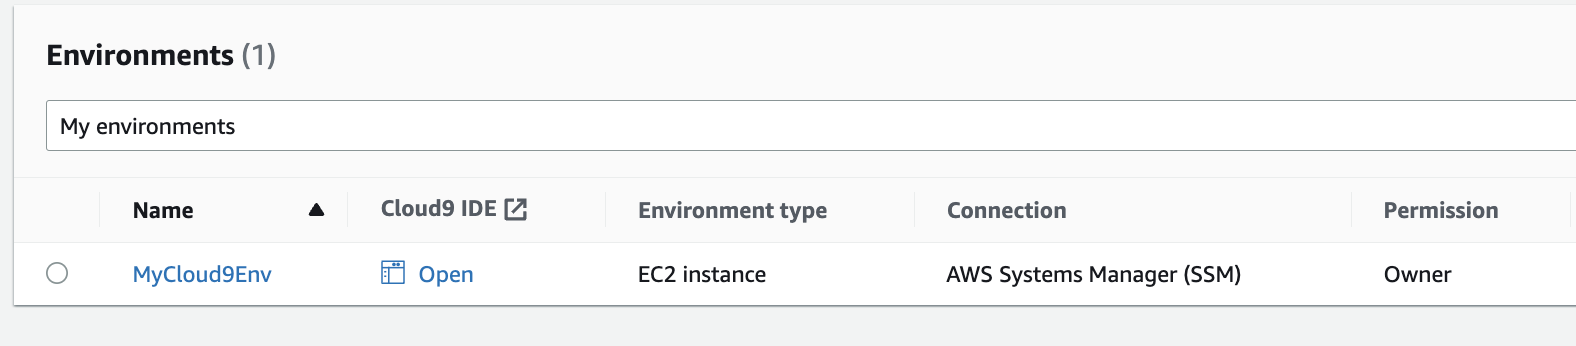 Environments (1)
My environments
Name Cloud9 IDE Environment type Connection Permission
MyCloud9Env Open EC2 instance AWS Systems Manager (SSM) Owner